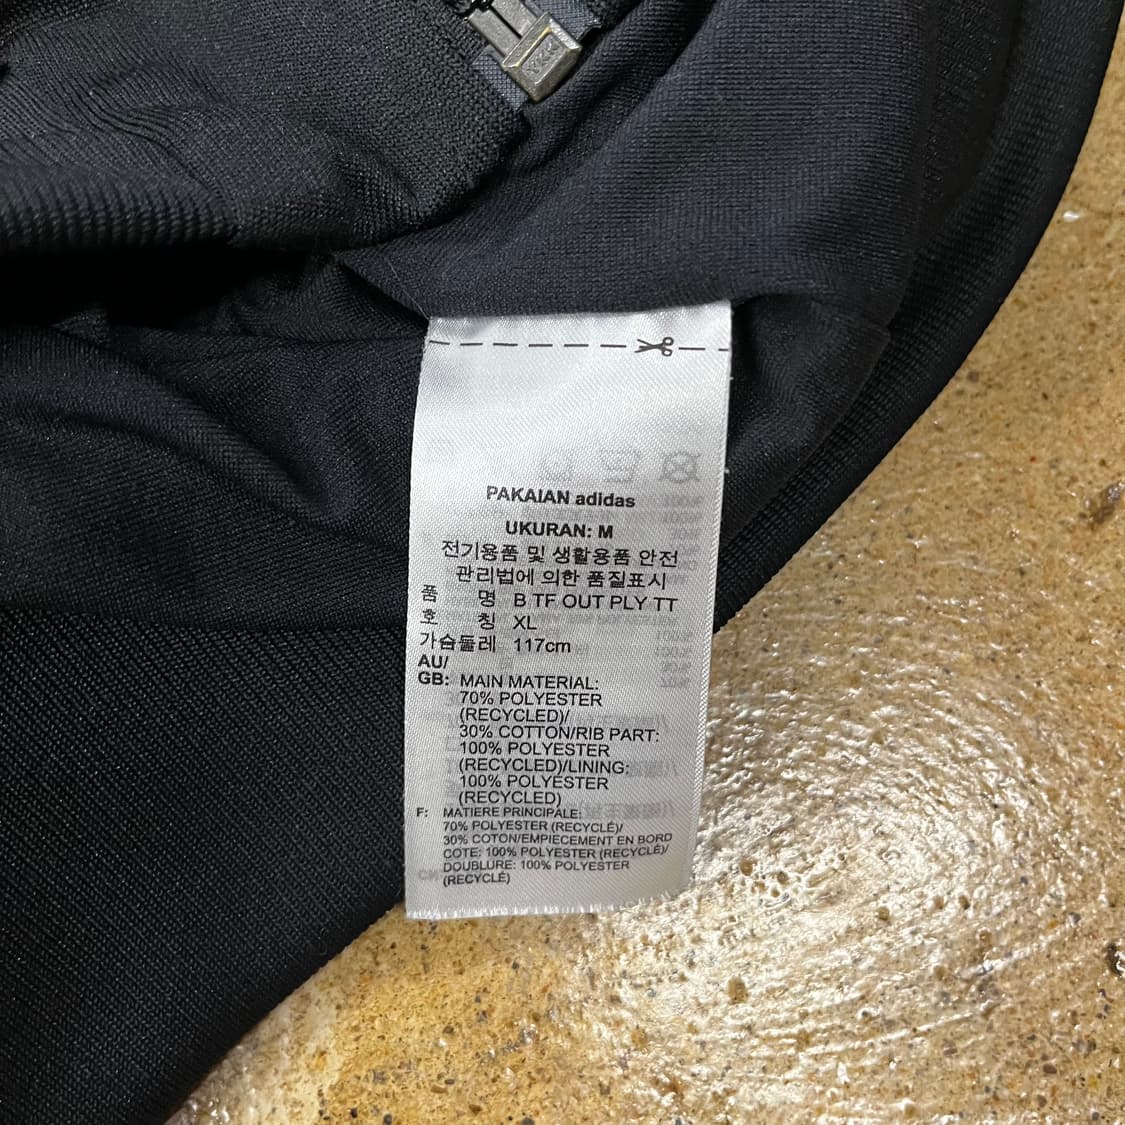 YKK
PAKAIAN adidas
UKURAN: M
전기용품 및 생활용품 안전
관리법에 의한 품질표시
품 명 B TF OUT PLY TT
호 칭 XL
가슴둘레 117cm
AU/
GB: MAIN MATERIAL:
70% POLYESTER
(RECYCLED)/
30% COTTON/RIB PART:
100% POLYESTER
(RECYCLED)/LINING:
100% POLYESTER
(RECYCLED)
F: MATIERE PRINCIPALE:
70% POLYESTER (RECYCLÉ)/
30% COTON/EMPIECEMENT EN BORD
COTE: 100% POLYESTER (RECYCLÉ)/
DOUBLURE: 100% POLYESTER
(RECYCLÉ)